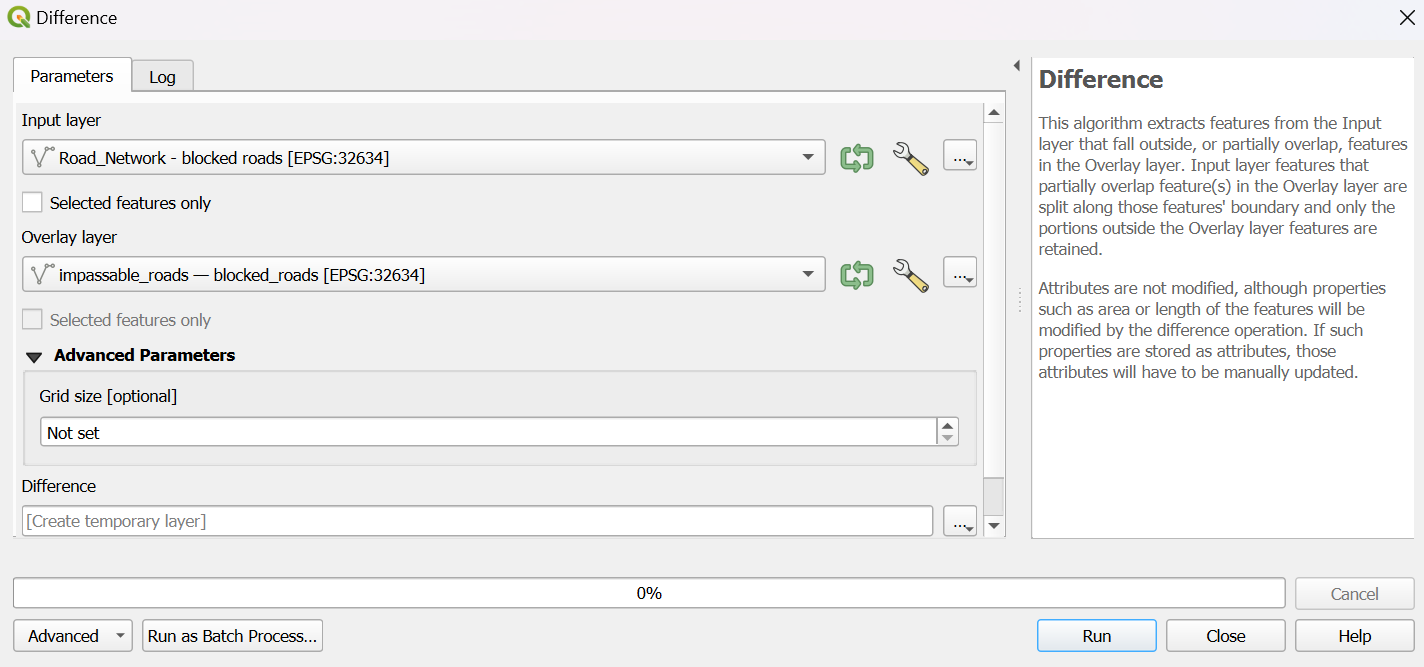 Difference
Parameters
Log
Input layer
Road_Network - blocked roads [EPSG:32634]
...
Selected features only
Overlay layer
impassable_roads — blocked_roads [EPSG:32634]
...
Selected features only
Advanced Parameters
Grid size [optional]
Not set
Difference
[Create temporary layer]
...
Difference
This algorithm extracts features from the Input
layer that fall outside, or partially overlap, features
in the Overlay layer. Input layer features that
partially overlap feature(s) in the Overlay layer are
split along those features' boundary and only the
portions outside the Overlay layer features are
retained.
Attributes are not modified, although properties
such as area or length of the features will be
modified by the difference operation. If such
properties are stored as attributes, those
attributes will have to be manually updated.
0%
Cancel
Advanced
Run as Batch Process...
Run
Close
Help